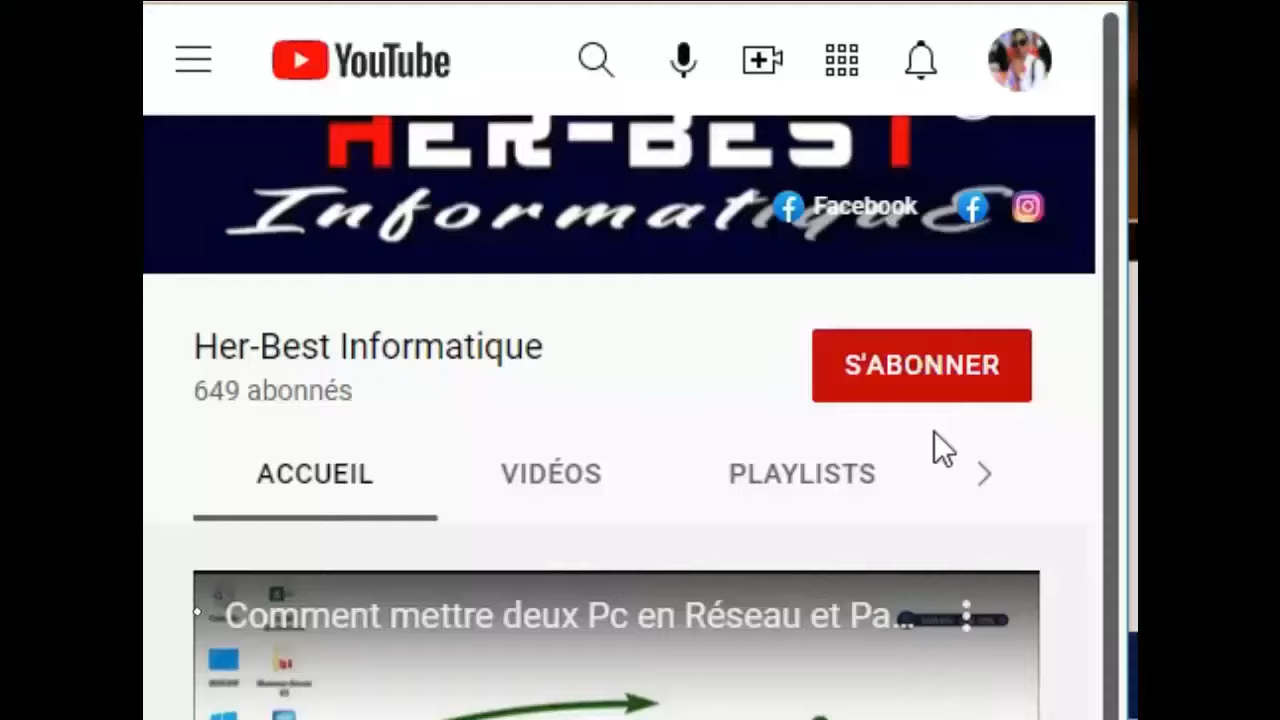 YouTube
HER-BEST
Informatique
Facebook
Her-Best Informatique
649 abonnés
S'ABONNER
ACCUEIL
VIDÉOS
PLAYLISTS
Comment mettre deux Pc en Réseau et Pa...